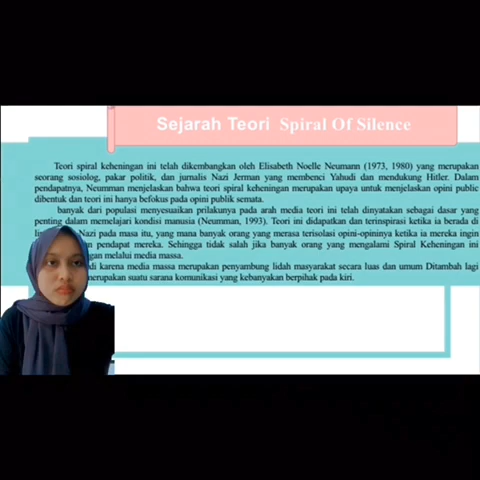 Sejarah Teori Spiral Of Silence
Teori spiral keheningan ini telah dikembangkan oleh Elisabeth Noelle Neumann (1973, 1980) yang merupakan
seorang sosiolog, pakar politik, dan jurnalis Nazi Jerman yang membenci Yahudi dan mendukung Hitler. Dalam
pendapatnya, Neumman menjelaskan bahwa teori spiral keheningan merupakan upaya untuk menjelaskan opini public
dibentuk dan teori ini hanya befokus pada opini publik semata.
banyak dari populasi menyesuaikan prilakunya pada arah media teori ini telah dinyatakan sebagai dasar yang
penting dalam memelajari kondisi manusia (Neumman, 1993). Teori ini didapatkan dan terinspirasi ketika ia berada di
Nazi pada masa itu, yang mana banyak orang yang merasa terisolasi opini-opininya ketika ia mereka ingin
pendapat mereka. Sehingga tidak salah jika banyak orang yang mengalami Spiral Keheningan ini
melalui media massa.
karena media massa merupakan penyambung lidah masyarakat secara luas dan umum Ditambah lagi
merupakan suatu sarana komunikasi yang kebanyakan berpihak pada kiri.